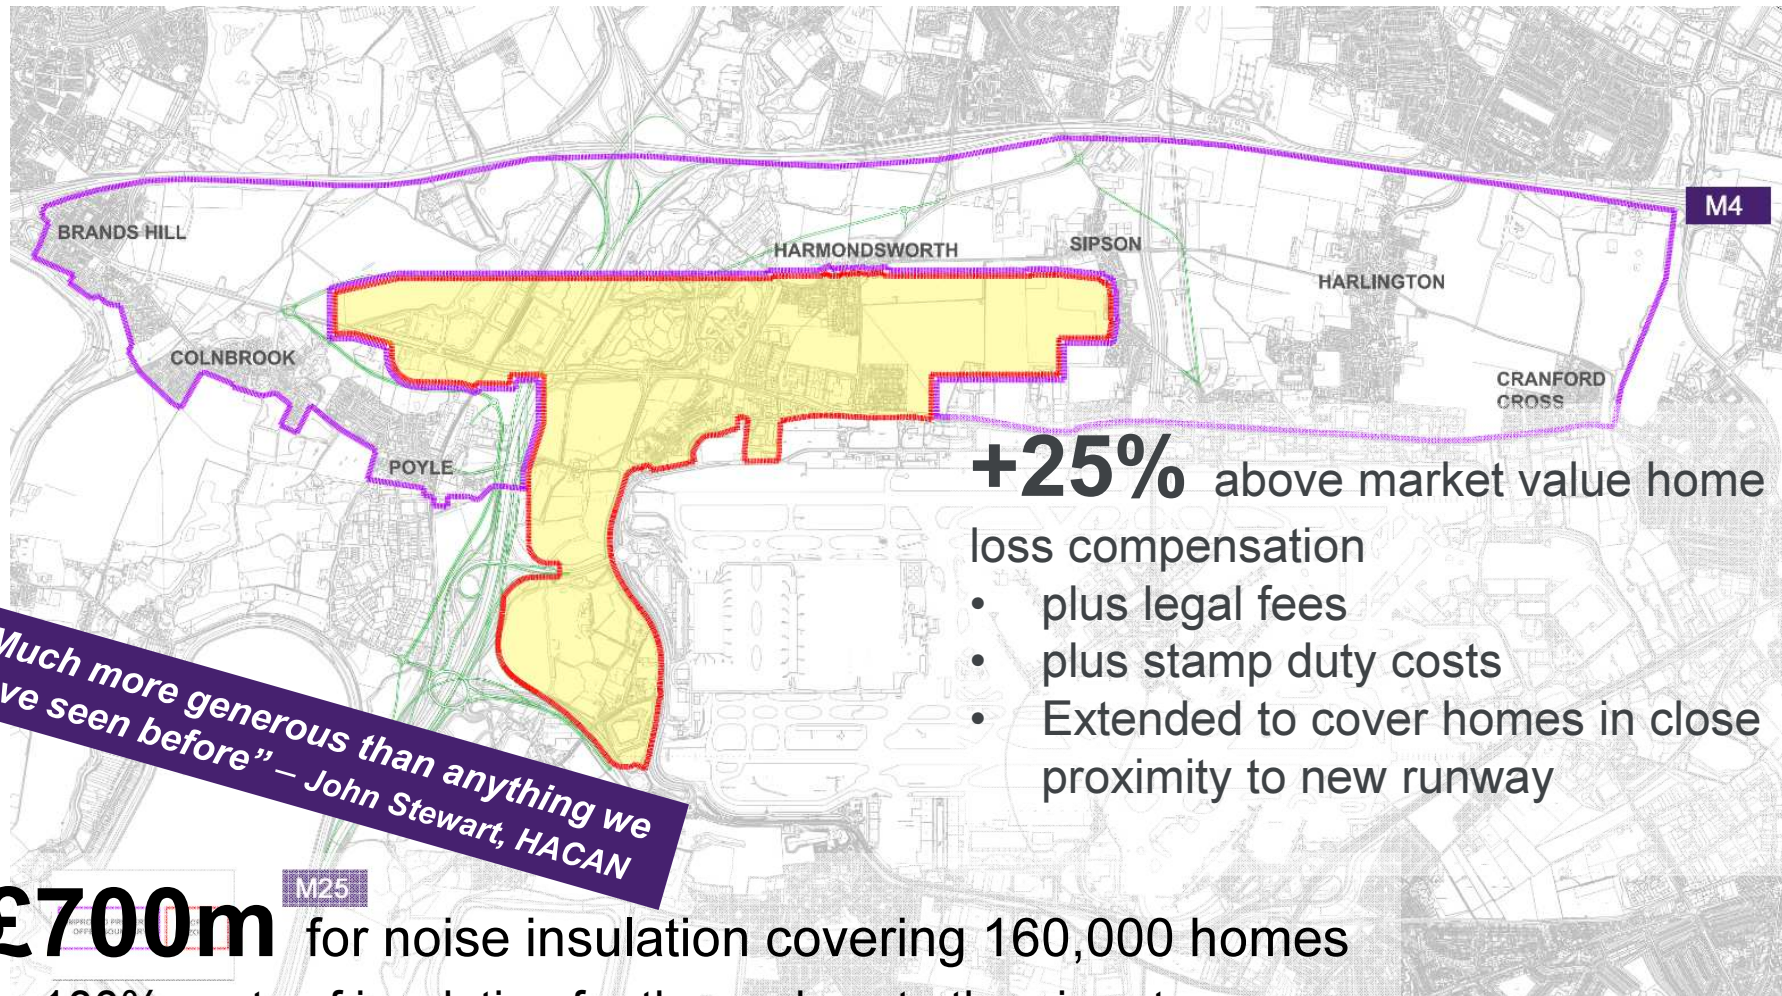 M4
BRANDS HILL
HARMONDSWORTH
SIPSON
HARLINGTON
COLNBROOK
CRANFORD
CROSS
POYLE
+25% above market value home
loss compensation
• plus legal fees
• plus stamp duty costs
• Extended to cover homes in close
proximity to new runway
Much more generous than anything we
ve seen before” – John Stewart, HACAN
M25
£700m for noise insulation covering 160,000 homes